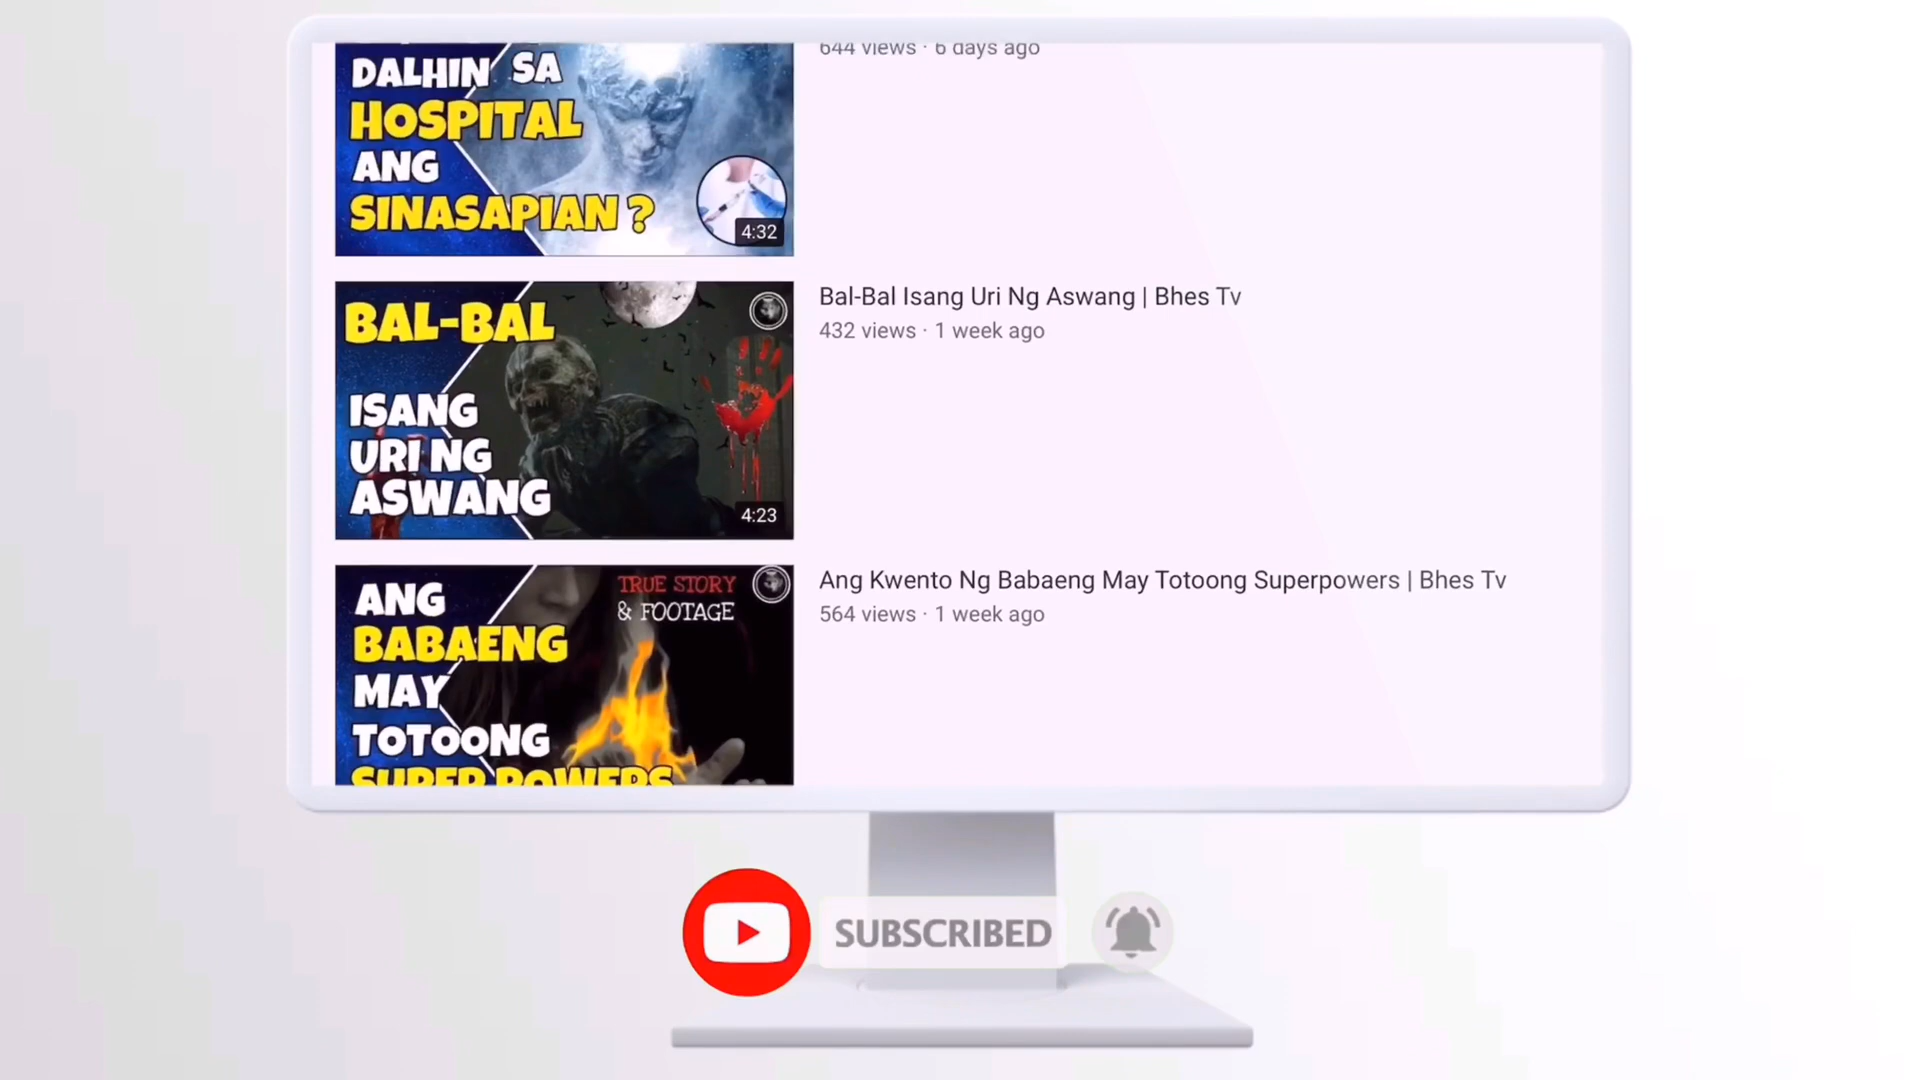 644 views · 6 days ago
DALHIN SA
HOSPITAL
ANG
SINASAPIAN ?
4:32
BAL-BAL
ISANG
URI NG
ASWANG
4:23
Bal-Bal Isang Uri Ng Aswang | Bhes Tv
432 views · 1 week ago
ANG
BABAENG
MAY
TOTOONG
SUPER POWERS
TRUE STORY
& FOOTAGE
Ang Kwento Ng Babaeng May Totoong Superpowers | Bhes Tv
564 views · 1 week ago
SUBSCRIBED